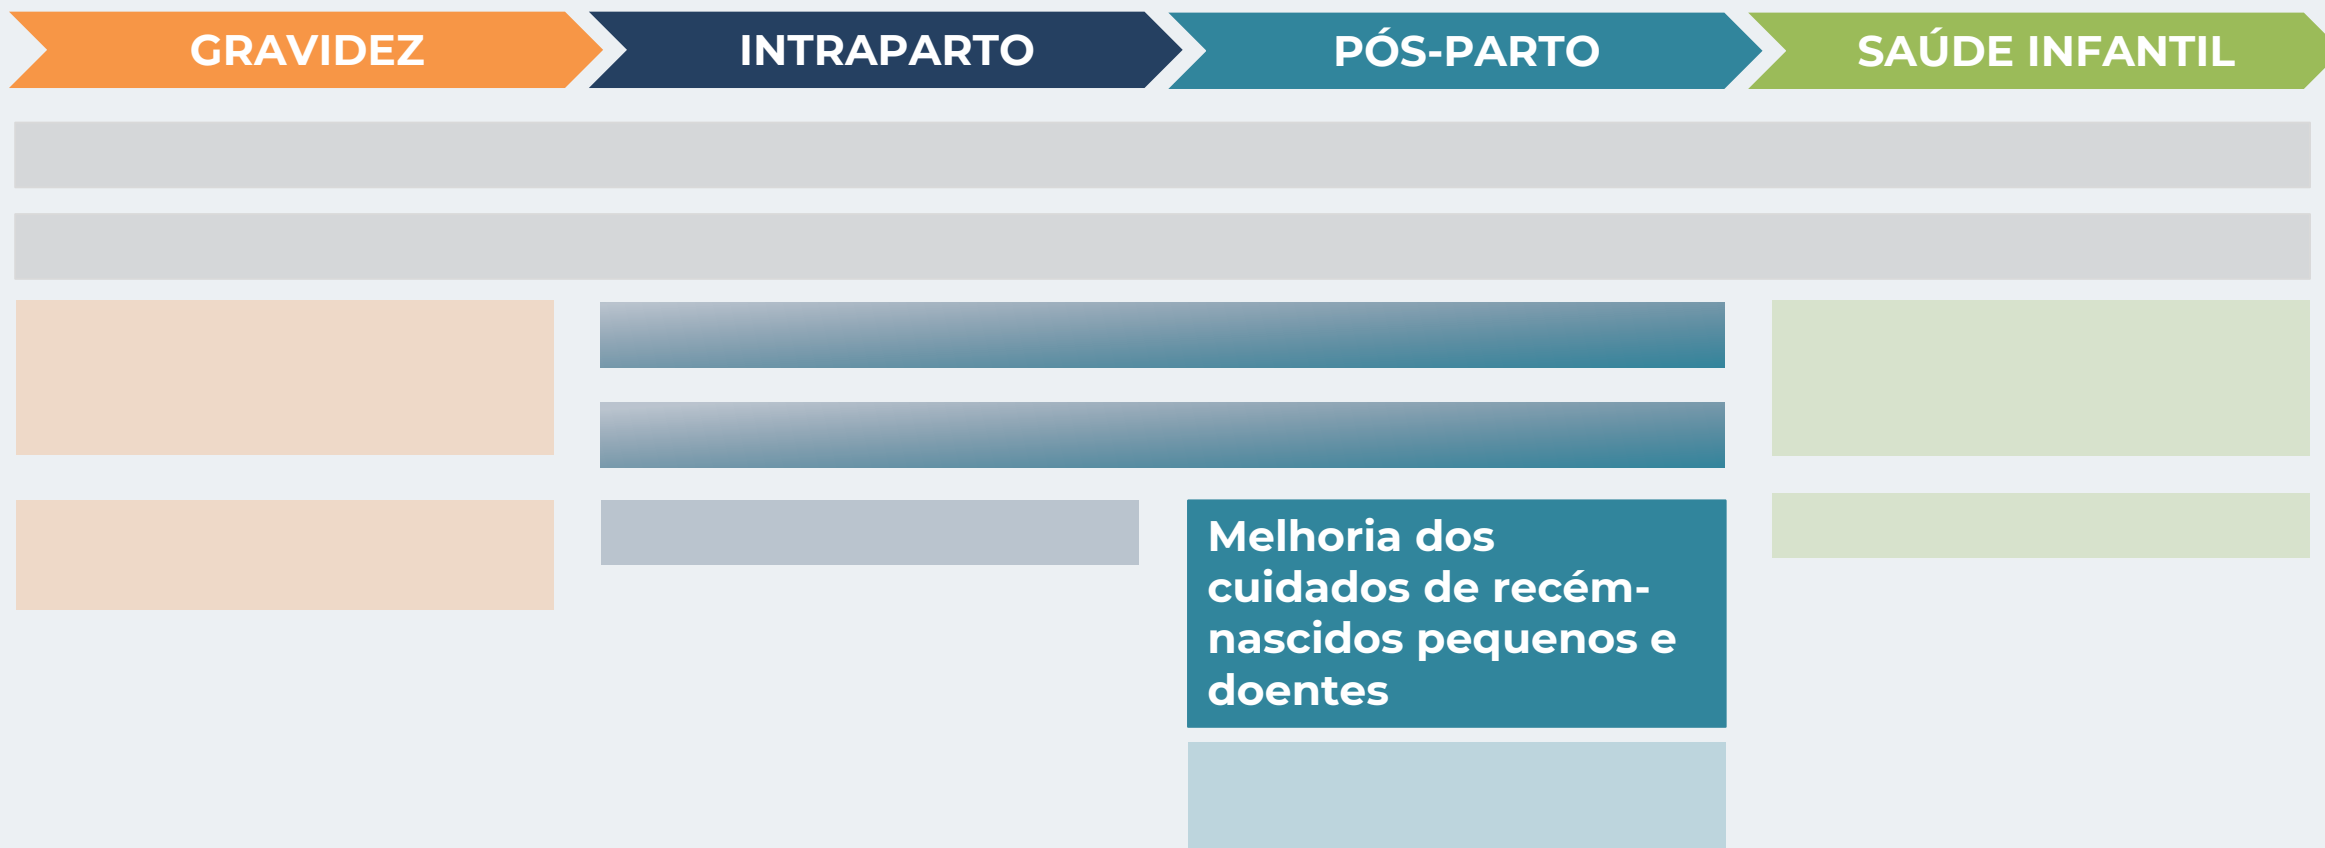 GRAVIDEZ
INTRAPARTO
PÓS-PARTO
SAÚDE INFANTIL
Melhoria dos
cuidados de recém-
nascidos pequenos e
doentes